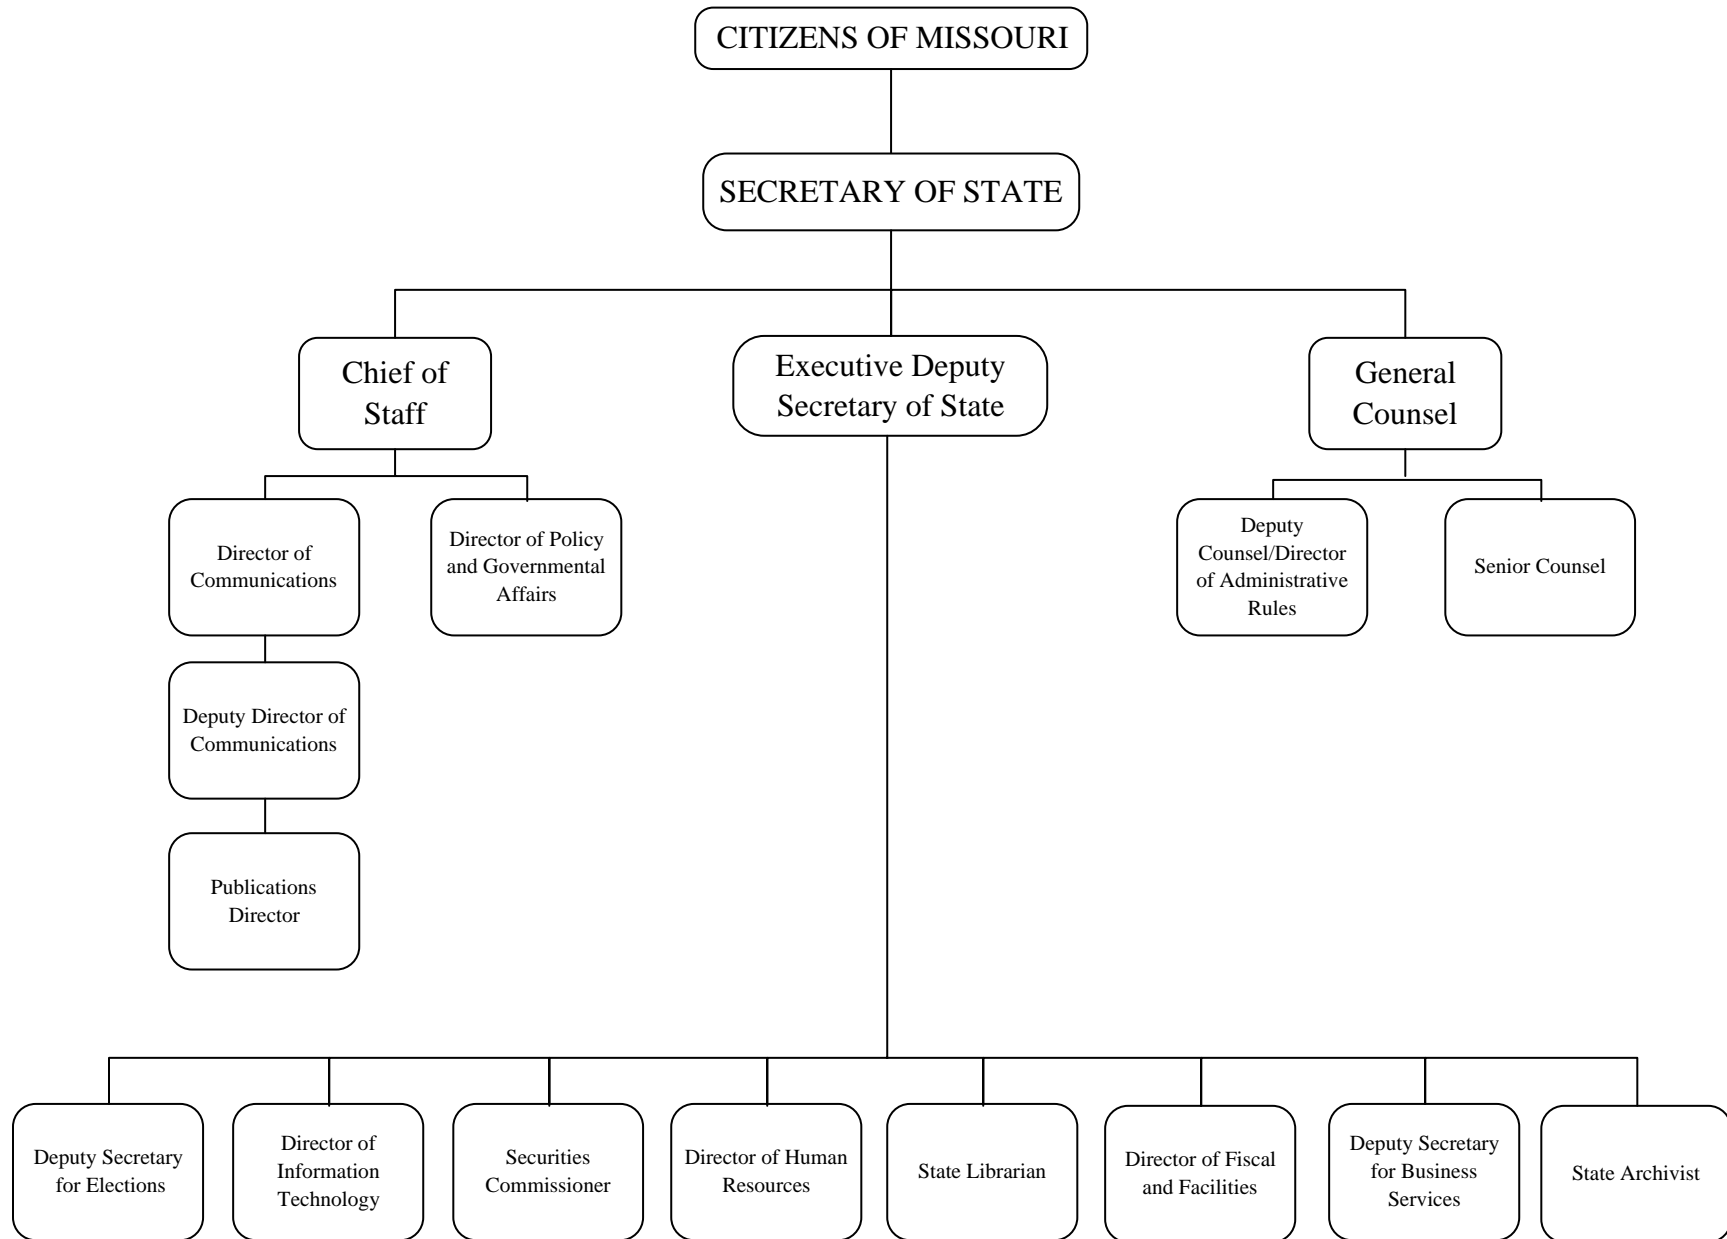 CITIZENS OF MISSOURI
SECRETARY OF STATE
Chief of
Staff
Executive Deputy
Secretary of State
General
Counsel
Director of
Communications
Director of Policy
and Governmental
Affairs
Deputy
Counsel/Director
of Administrative
Rules
Senior Counsel
Deputy Director of
Communications
Publications
Director
Deputy Secretary
for Elections
Director of
Information
Technology
Securities
Commissioner
Director of Human
Resources
State Librarian
Director of Fiscal
and Facilities
Deputy Secretary
for Business
Services
State Archivist